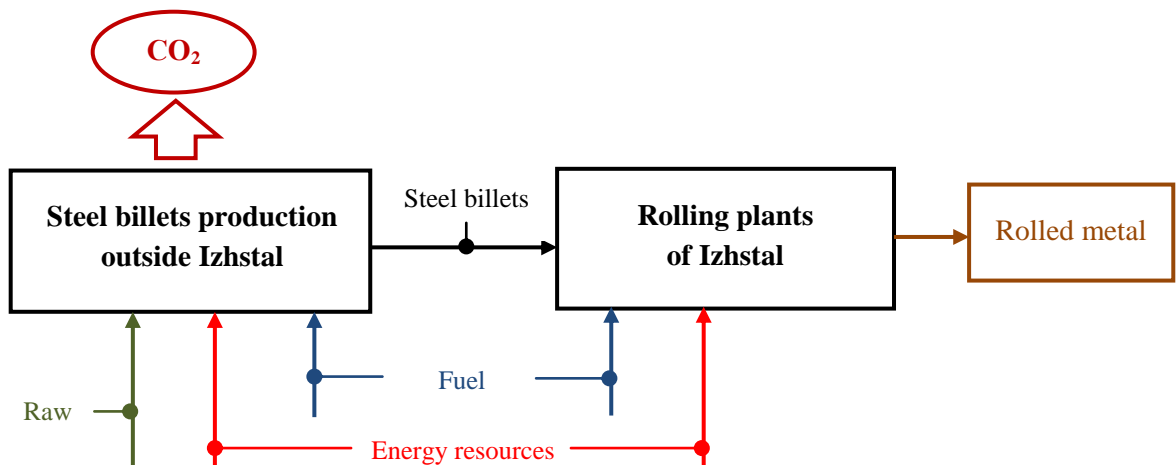 CO₂
Steel billets production
outside Izhstal
Steel billets
Rolling plants
of Izhstal
Rolled metal
Fuel
Raw
Energy resources